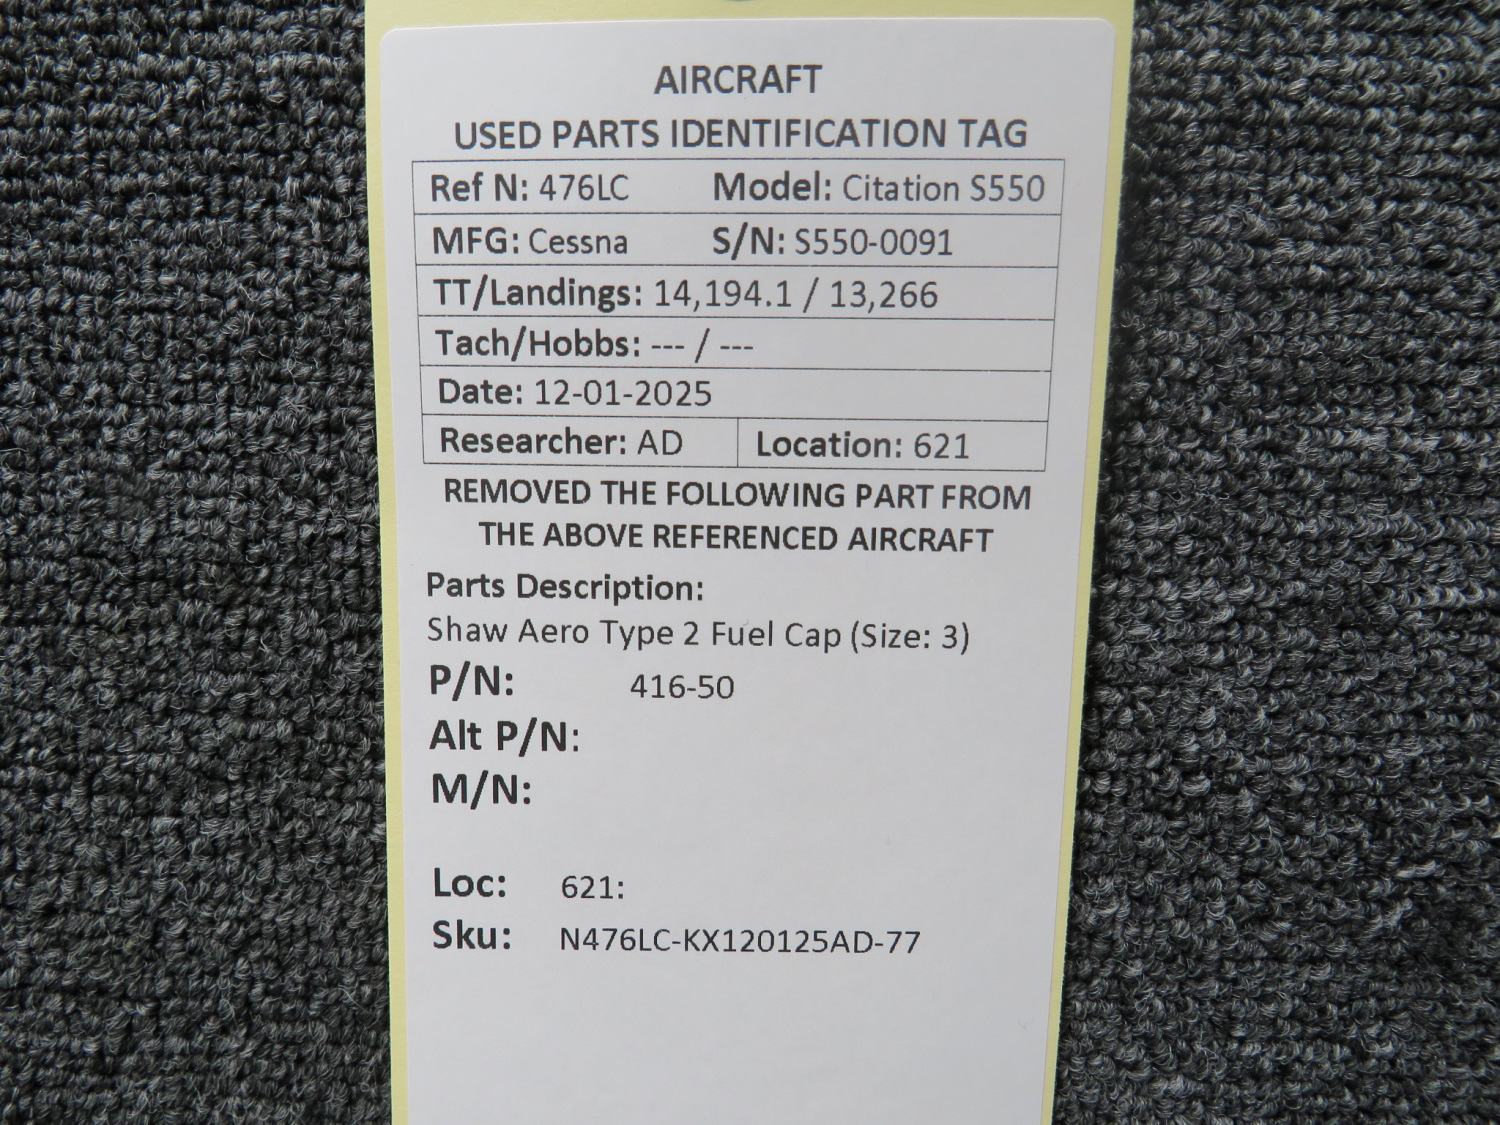 AIRCRAFT
USED PARTS IDENTIFICATION TAG
Ref N: 476LC Model: Citation S550
MFG: Cessna S/N: S550-0091
TT/Landings: 14,194.1 / 13,266
Tach/Hobbs: --- / ---
Date: 12-01-2025
Researcher: AD Location: 621
REMOVED THE FOLLOWING PART FROM
THE ABOVE REFERENCED AIRCRAFT
Parts Description:
Shaw Aero Type 2 Fuel Cap (Size: 3)
P/N: 416-50
Alt P/N:
M/N:
Loc: 621:
Sku: N476LC-KX120125AD-77